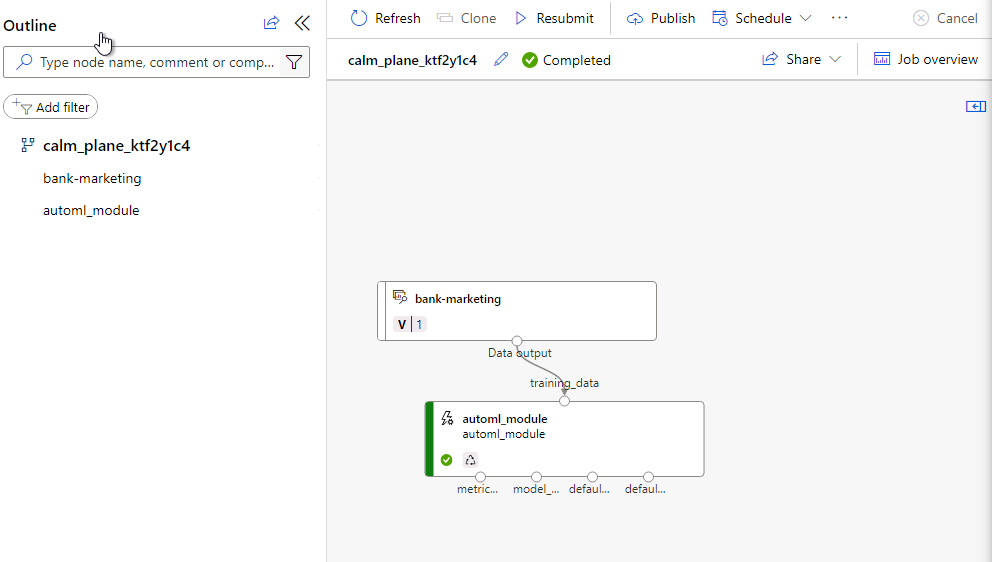 Outline
Type node name, comment or comp...
Add filter
calm_plane_ktf2y1c4
bank-marketing
automl_module
Refresh
Clone
Resubmit
Publish
Schedule
...
Cancel
calm_plane_ktf2y1c4
Completed
Share
Job overview
bank-marketing
V 1
Data output
training_data
automl_module
automl_module
metric... model_... defaul... defaul...